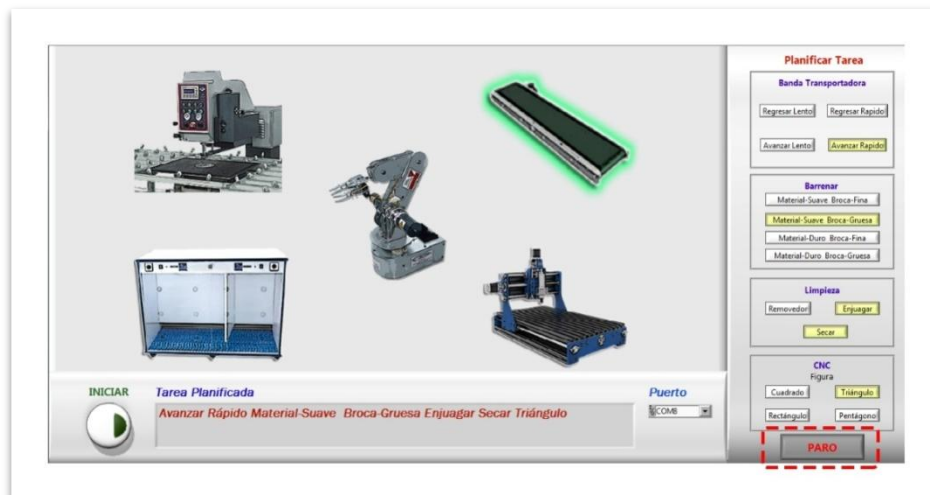 Planificar Tarea
Banda Transportadora
Regresar Lento Regresar Rapido
Avanzar Lento Avanzar Rapido
Barrenar
Material-Suave Broca-Fina
Material-Suave Broca-Gruesa
Material-Duro Broca-Fina
Material-Duro Broca-Gruesa
Limpieza
Removedor Enjuagar
Secar
CNC
Figura
Cuadrado Triángulo
Rectángulo Pentágono
PARO
INICIAR
Tarea Planificada
Avanzar Rápido Material-Suave Broca-Gruesa Enjuagar Secar Triángulo
Puerto
COM8